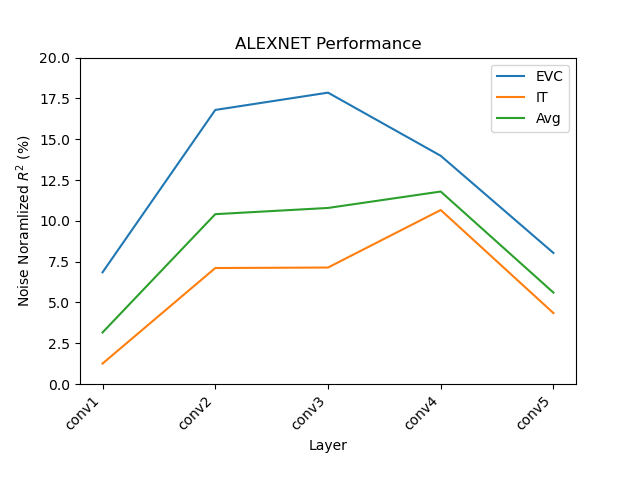 ALEXNET Performance
20.0
17.5
15.0
12.5
10.0
7.5
5.0
2.5
0.0
Noise Noramlized R² (%)
EVC
IT
Avg
conv1
conv2
conv3
conv4
conv5
Layer